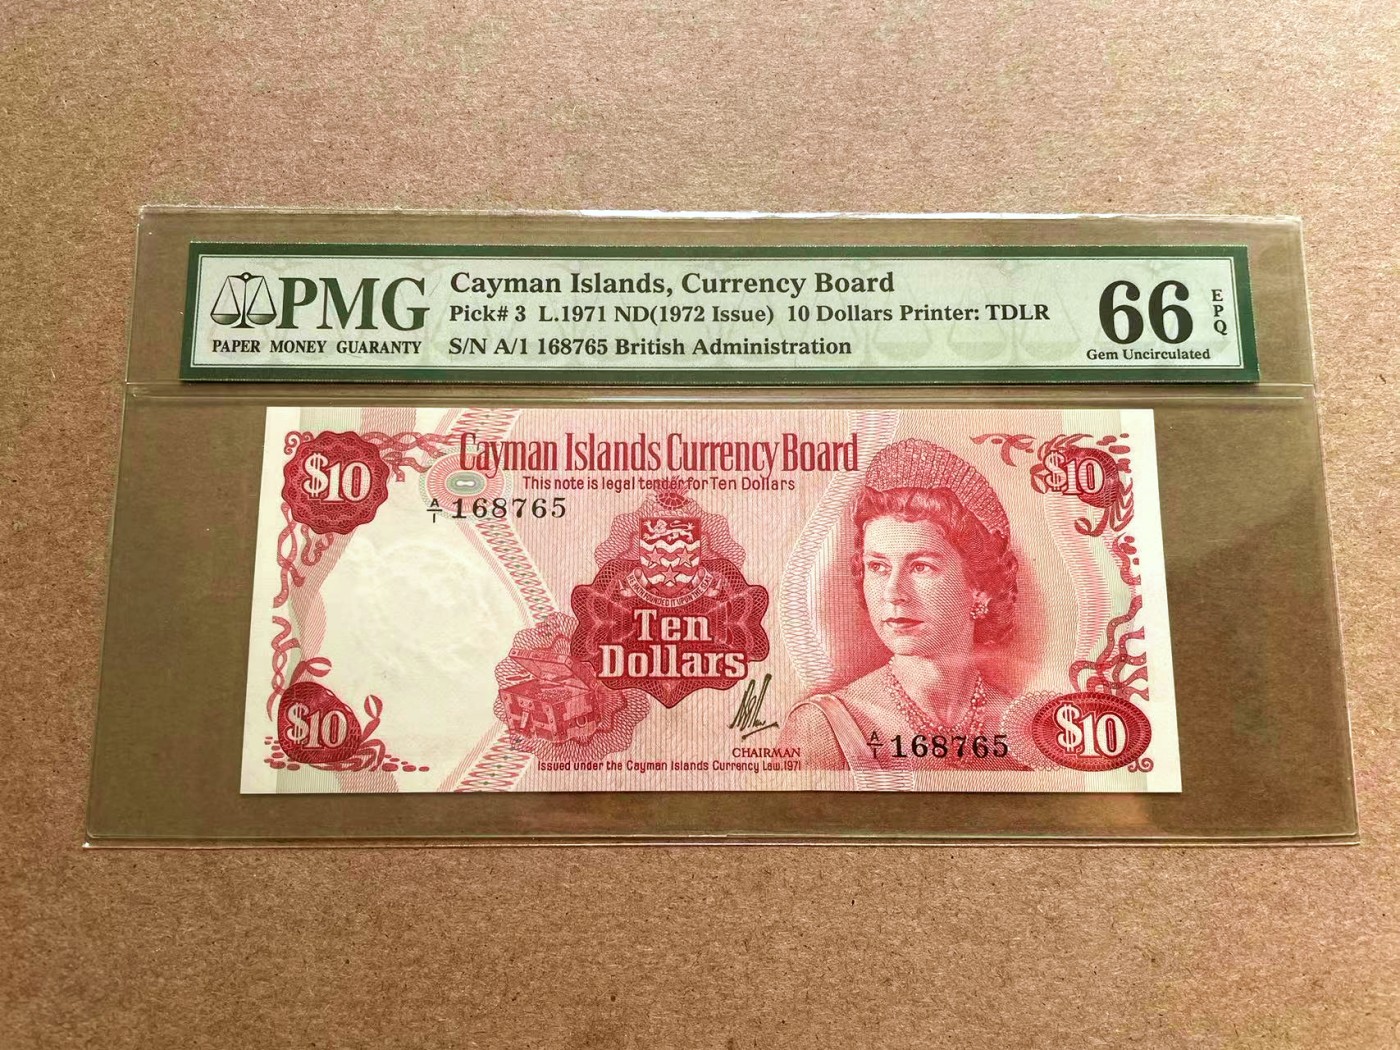 PMG
PAPER MONEY GUARANTY
Cayman Islands, Currency Board
Pick# 3 L.1971 ND(1972 Issue) 10 Dollars Printer: TDLR
S/N A/1 168765 British Administration
66
EPQ
Gem Uncirculated
$10
Cayman Islands Currency Board
$10
This note is legal tender for Ten Dollars
A/1 168765
Ten
Dollars
$10
CHAIRMAN
A/1 168765
$10
Issued under the Cayman Islands Currency Law, 1971